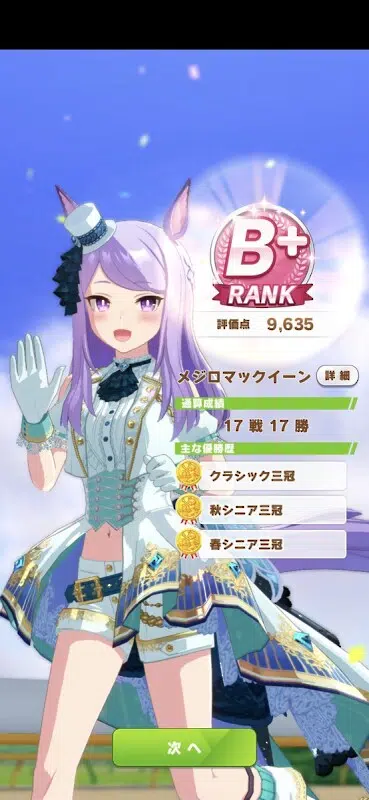 B+
RANK
評価点 9,635
メジロマックイーン 詳細
通算成績
17 戦 17 勝
主な優勝歴
クラシック三冠
秋シニア三冠
春シニア三冠
次へ